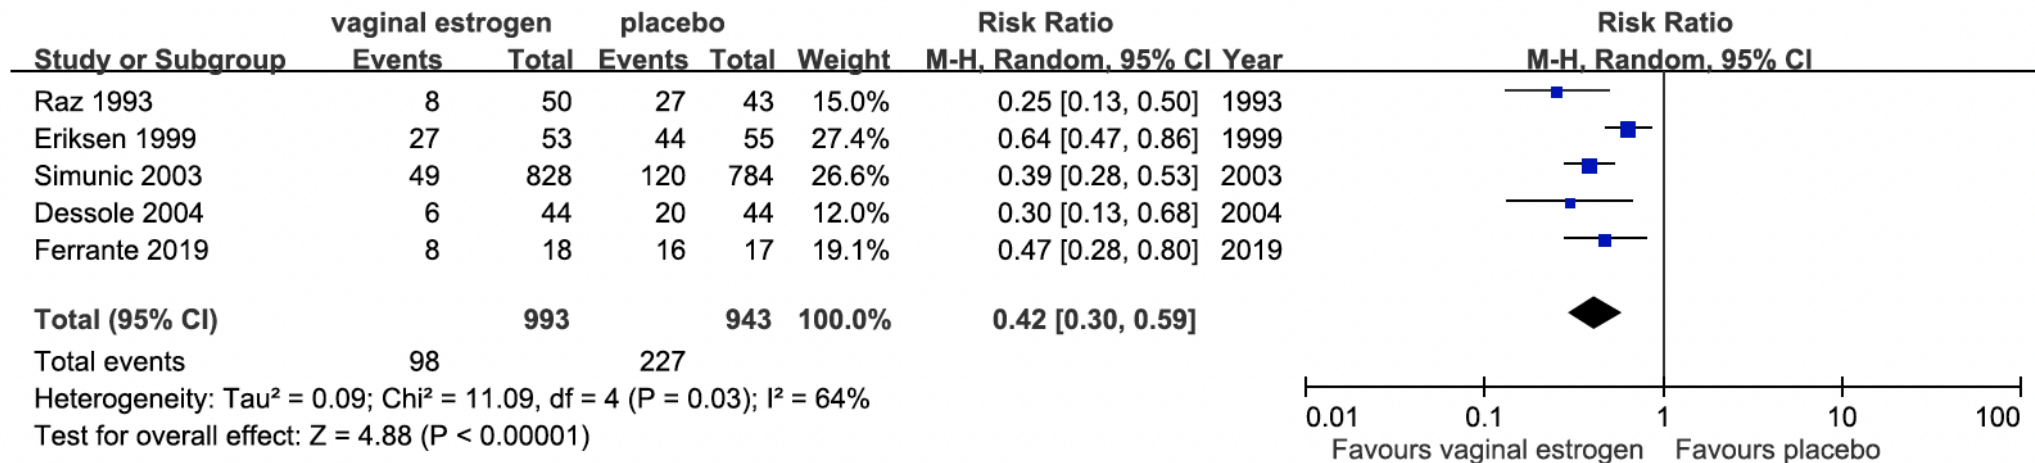 vaginal estrogen placebo Risk Ratio Risk Ratio
Study or Subgroup Events Total Events Total Weight M-H, Random, 95% CI Year M-H, Random, 95% CI
Raz 1993 8 50 27 43 15.0% 0.25 [0.13, 0.50] 1993
Eriksen 1999 27 53 44 55 27.4% 0.64 [0.47, 0.86] 1999
Simunic 2003 49 828 120 784 26.6% 0.39 [0.28, 0.53] 2003
Dessole 2004 6 44 20 44 12.0% 0.30 [0.13, 0.68] 2004
Ferrante 2019 8 18 16 17 19.1% 0.47 [0.28, 0.80] 2019
Total (95% CI) 993 943 100.0% 0.42 [0.30, 0.59]
Total events 98 227
Heterogeneity: Tau² = 0.09; Chi² = 11.09, df = 4 (P = 0.03); I² = 64%
Test for overall effect: Z = 4.88 (P < 0.00001)
0.01 0.1 1 10 100
Favours vaginal estrogen Favours placebo